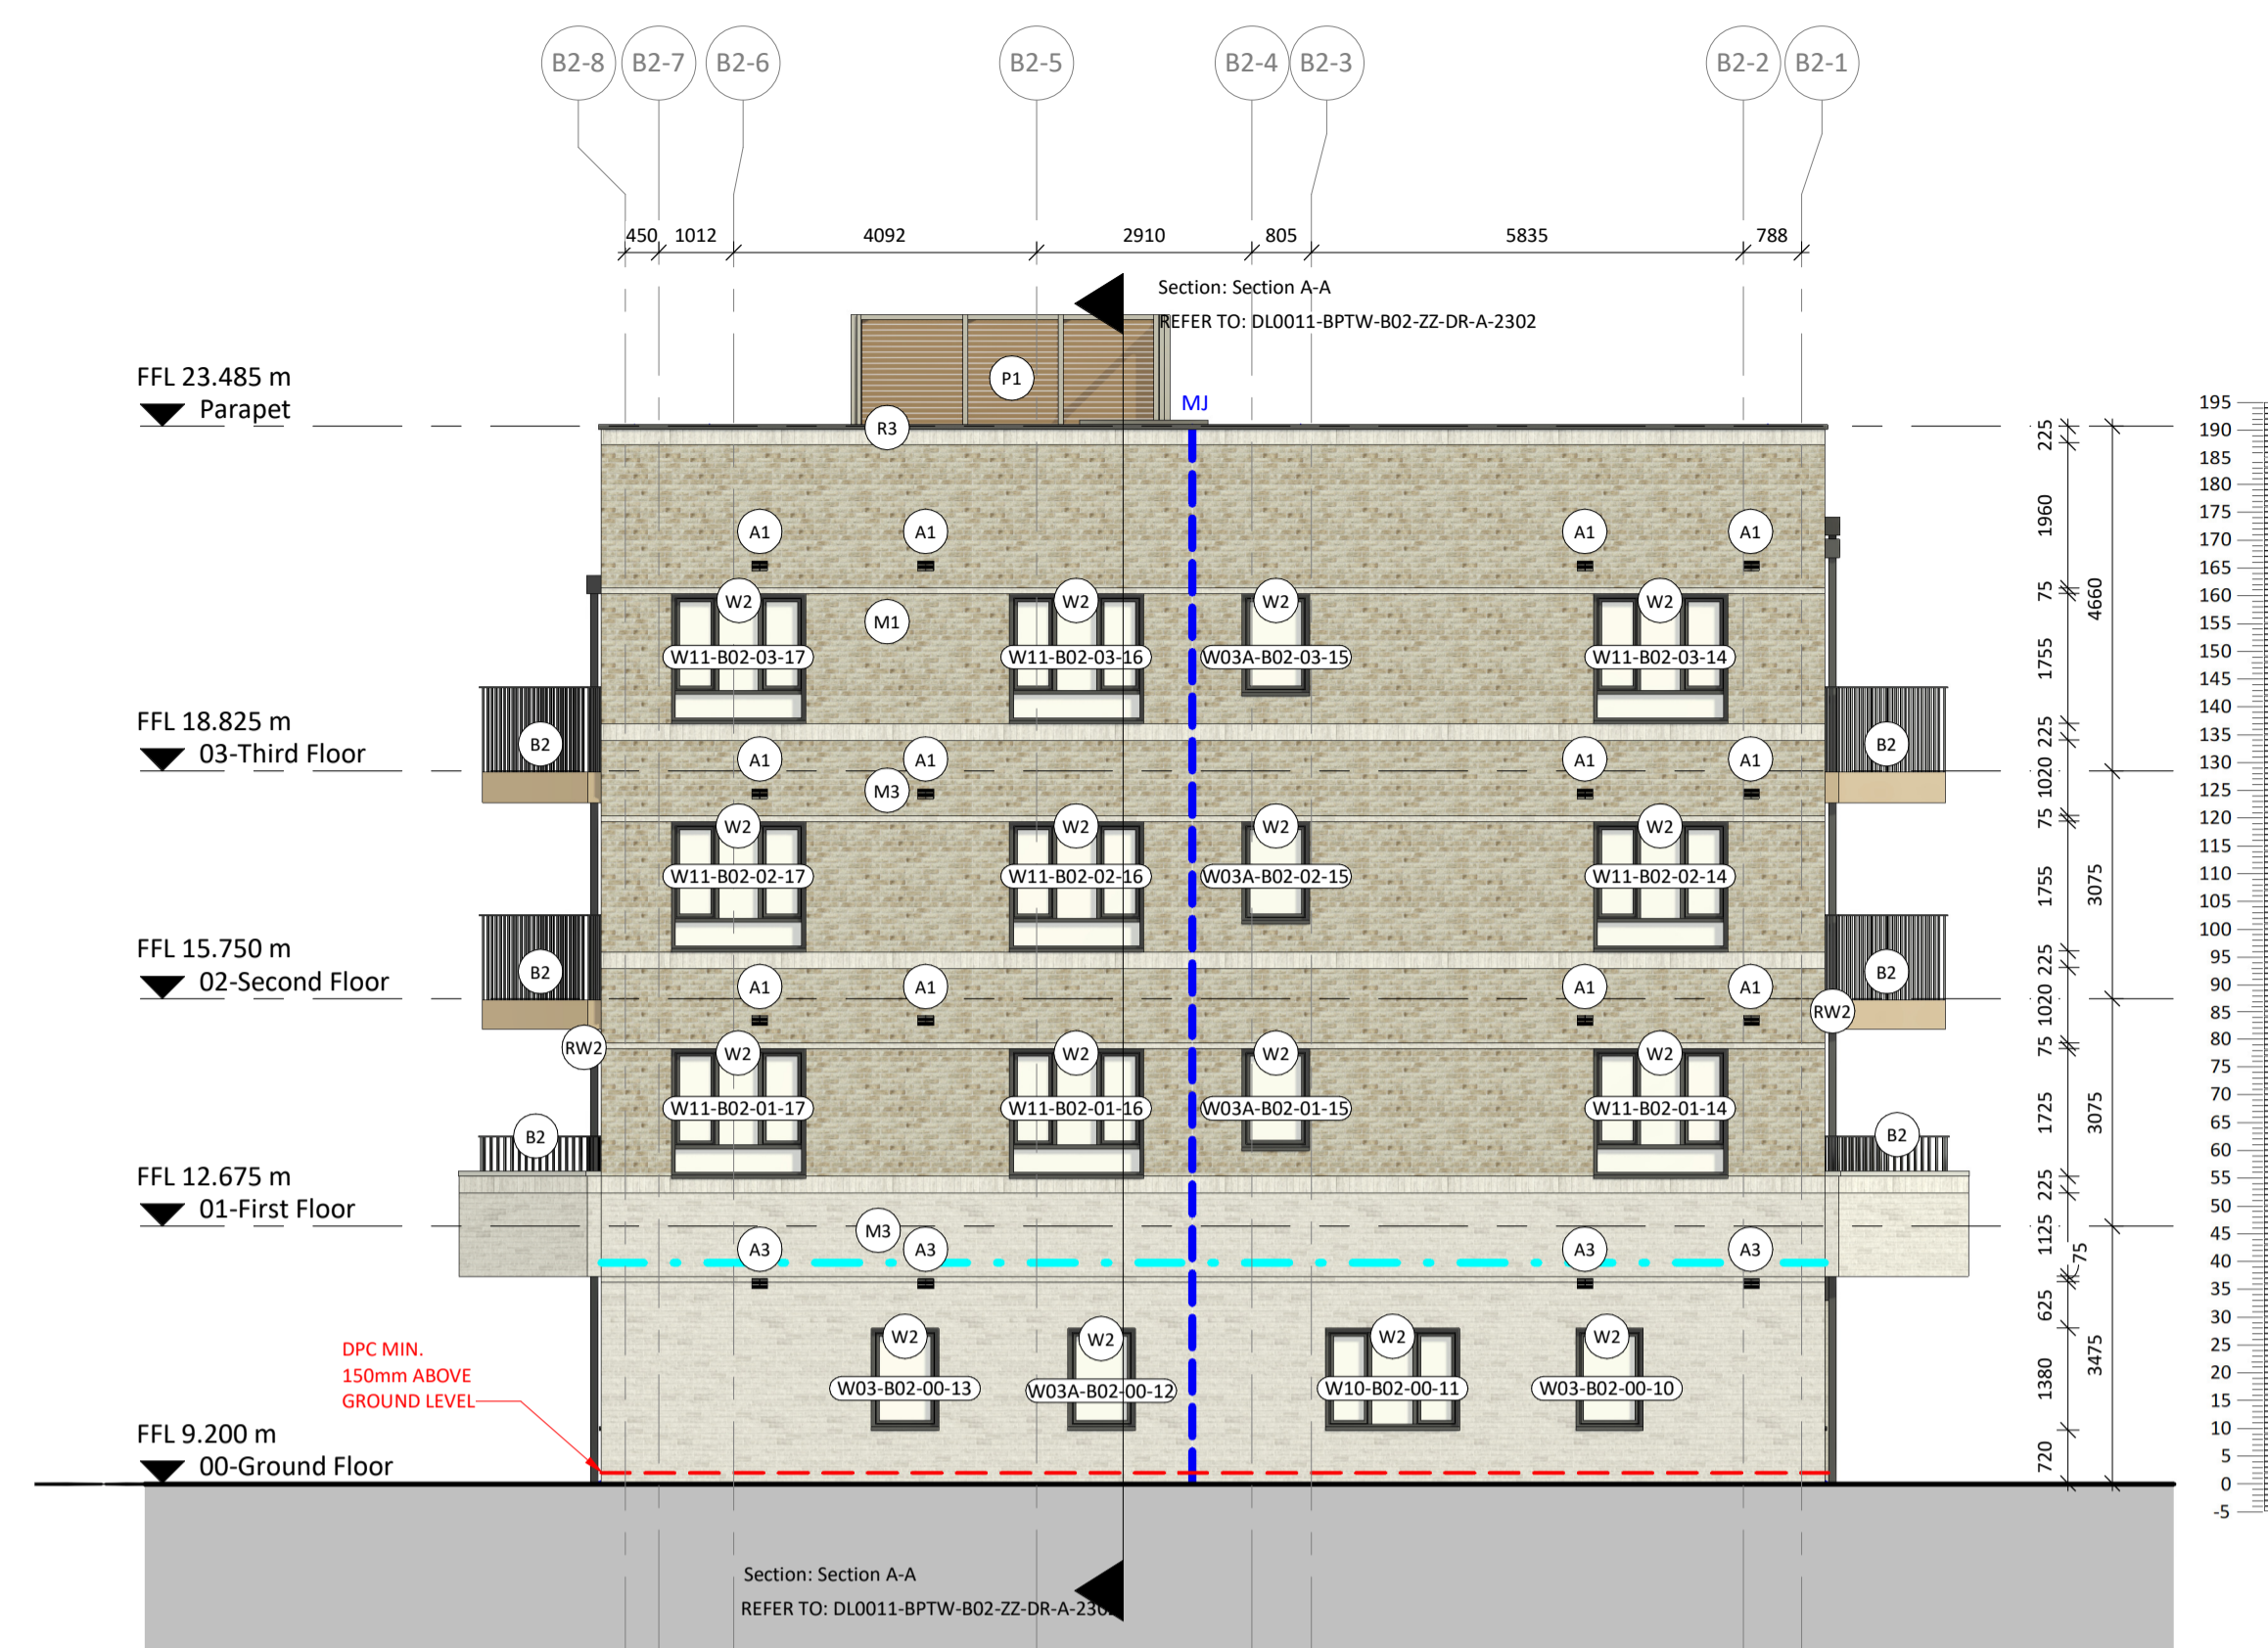 B2-8 B2-7 B2-6 B2-5 B2-4 B2-3 B2-2 B2-1
450 1012 4092 2910 805 5835 788
Section: Section A-A
REFER TO: DL0011-BPTW-B02-ZZ-DR-A-2302
P1
FFL 23.485 m
Parapet
MJ
R3
A1 A1 A1 A1
W2 W2 W2 W2
M1
W11-B02-03-17 W11-B02-03-16 W03A-B02-03-15 W11-B02-03-14
FFL 18.825 m
03-Third Floor
B2 B2
A1 A1 A1 A1
M3
W2 W2 W2 W2
W11-B02-02-17 W11-B02-02-16 W03A-B02-02-15 W11-B02-02-14
FFL 15.750 m
02-Second Floor
B2 B2
A1 A1 A1 A1
RW2 RW2
W2 W2 W2 W2
W11-B02-01-17 W11-B02-01-16 W03A-B02-01-15 W11-B02-01-14
B2 B2
FFL 12.675 m
01-First Floor
M3
A3 A3 A3 A3
W2 W2 W2 W2
W03-B02-00-13 W03A-B02-00-12 W10-B02-00-11 W03-B02-00-10
DPC MIN.
150mm ABOVE
GROUND LEVEL
FFL 9.200 m
00-Ground Floor
Section: Section A-A
REFER TO: DL0011-BPTW-B02-ZZ-DR-A-
225
1960
75
1755
225
1020
75
1755
225
1020
75
1725
225
1125
75
625
1380
720
4660
3075
3075
3475
195
190
185
180
175
170
165
160
155
150
145
140
135
130
125
120
115
110
105
100
95
90
85
80
75
70
65
60
55
50
45
40
35
30
25
20
15
10
5
0
-5